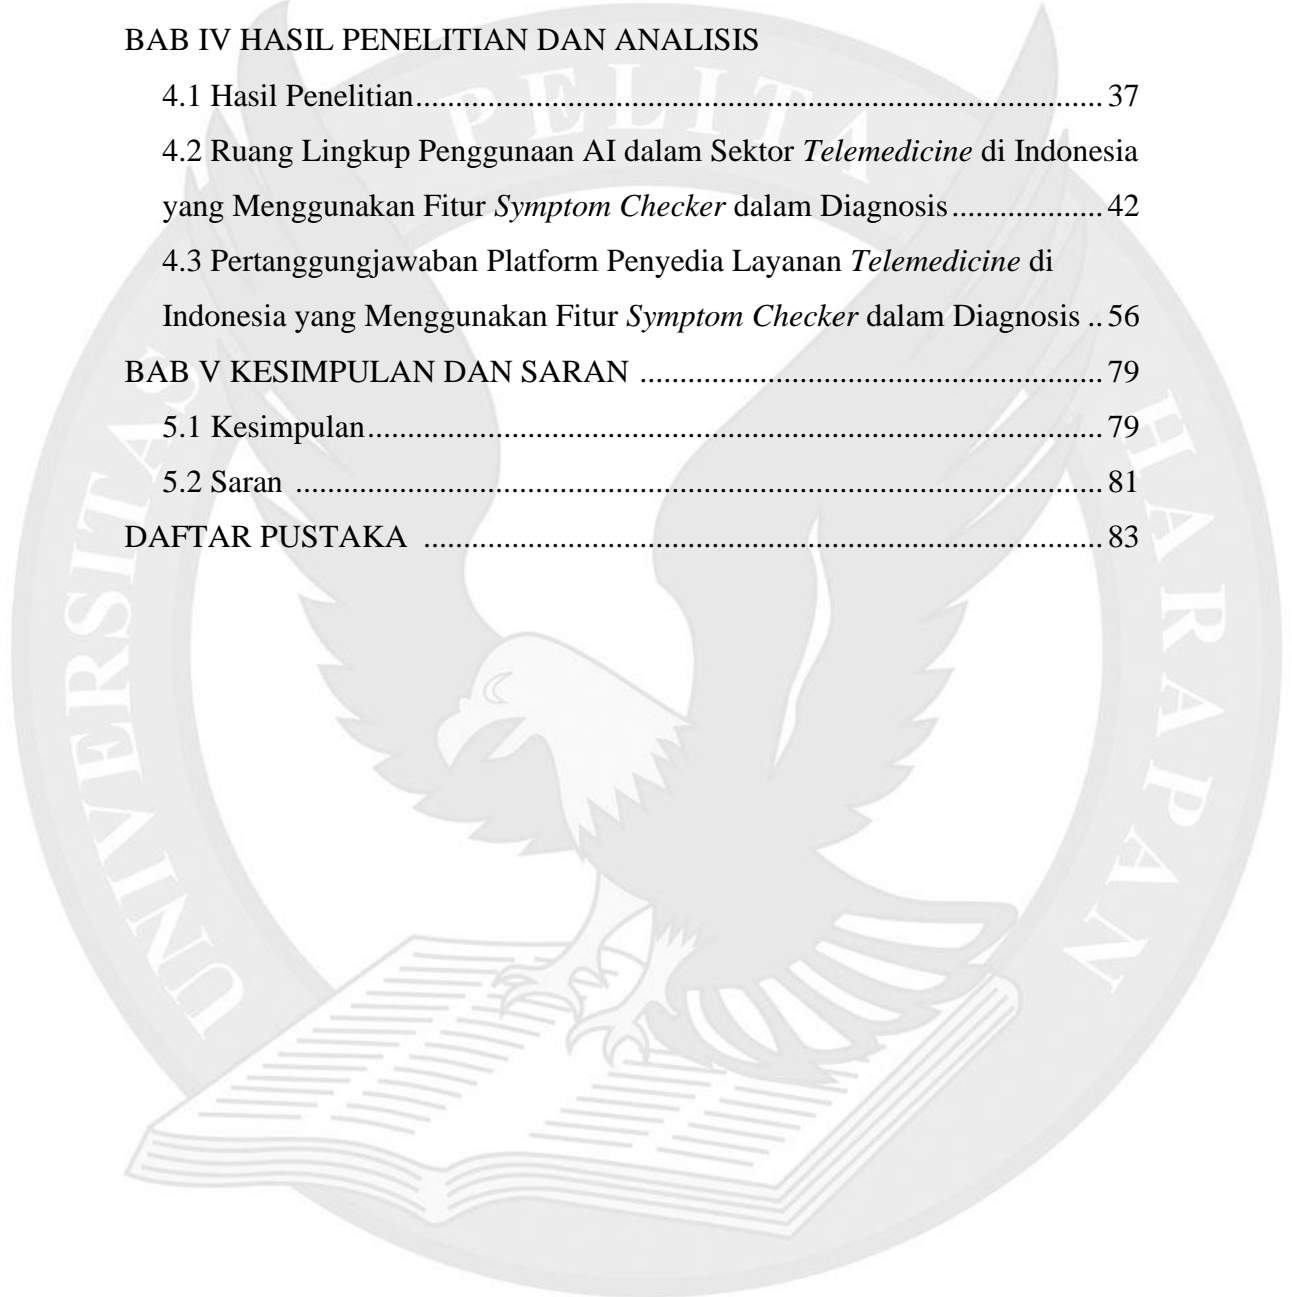 BAB IV HASIL PENELITIAN DAN ANALISIS
4.1 Hasil Penelitian....................................................................................... 37
4.2 Ruang Lingkup Penggunaan AI dalam Sektor Telemedicine di Indonesia
yang Menggunakan Fitur Symptom Checker dalam Diagnosis................... 42
4.3 Pertanggungjawaban Platform Penyedia Layanan Telemedicine di
Indonesia yang Menggunakan Fitur Symptom Checker dalam Diagnosis .. 56
BAB V KESIMPULAN DAN SARAN .......................................................... 79
5.1 Kesimpulan............................................................................................. 79
5.2 Saran ...................................................................................................... 81
DAFTAR PUSTAKA ..................................................................................... 83
UNIVERSITAS PELITA HARAPAN